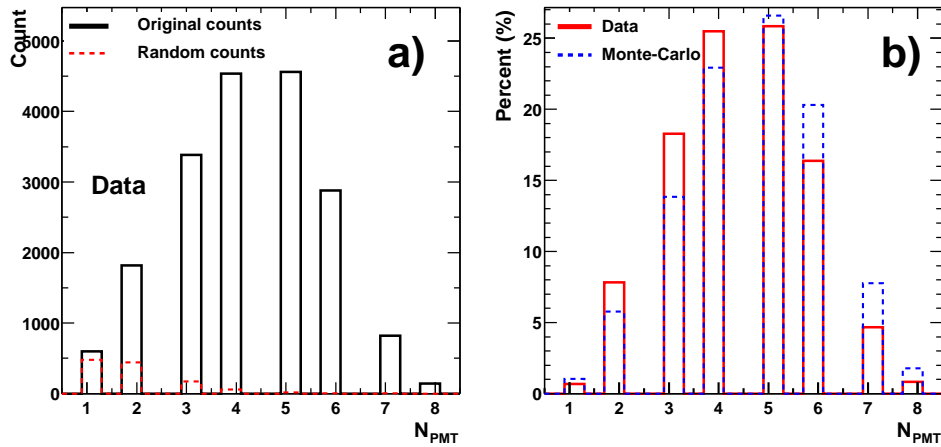 Count
5000
4000
3000
2000
1000
0
Original counts
Random counts
a)
Data
1 2 3 4 5 6 7 8
N_PMT
Percent (%)
25
20
15
10
5
0
Data
Monte-Carlo
b)
1 2 3 4 5 6 7 8
N_PMT